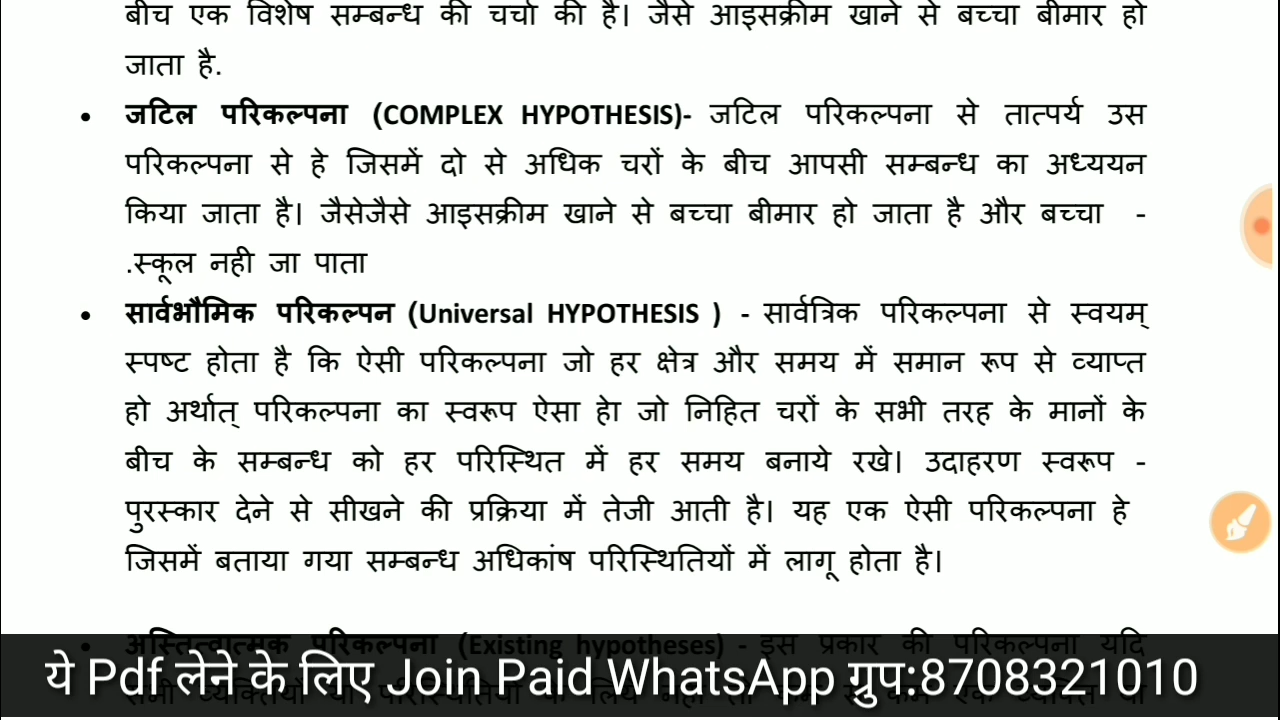 बीच एक विशेष सम्बन्ध की चर्चा की है। जैसे आइसक्रीम खाने से बच्चा बीमार हो
जाता है.
• जटिल परिकल्पना (COMPLEX HYPOTHESIS)- जटिल परिकल्पना से तात्पर्य उस
परिकल्पना से हे जिसमें दो से अधिक चरों के बीच आपसी सम्बन्ध का अध्ययन
किया जाता है। जैसेजैसे आइसक्रीम खाने से बच्चा बीमार हो जाता है और बच्चा -
.स्कूल नही जा पाता
• सार्वभौमिक परिकल्पन (Universal HYPOTHESIS ) - सार्वत्रिक परिकल्पना से स्वयम्
स्पष्ट होता है कि ऐसी परिकल्पना जो हर क्षेत्र और समय में समान रूप से व्याप्त
हो अर्थात् परिकल्पना का स्वरूप ऐसा हेा जो निहित चरों के सभी तरह के मानों के
बीच के सम्बन्ध को हर परिस्थित में हर समय बनाये रखे। उदाहरण स्वरूप -
पुरस्कार देने से सीखने की प्रक्रिया में तेजी आती है। यह एक ऐसी परिकल्पना हे
जिसमें बताया गया सम्बन्ध अधिकांष परिस्थितियों में लागू होता है।
• अस्तित्वात्मक परिकल्पना (Existing hypotheses) - इस प्रकार की परिकल्पना यदि
ये Pdf लेने के लिए Join Paid WhatsApp ग्रुप:8708321010